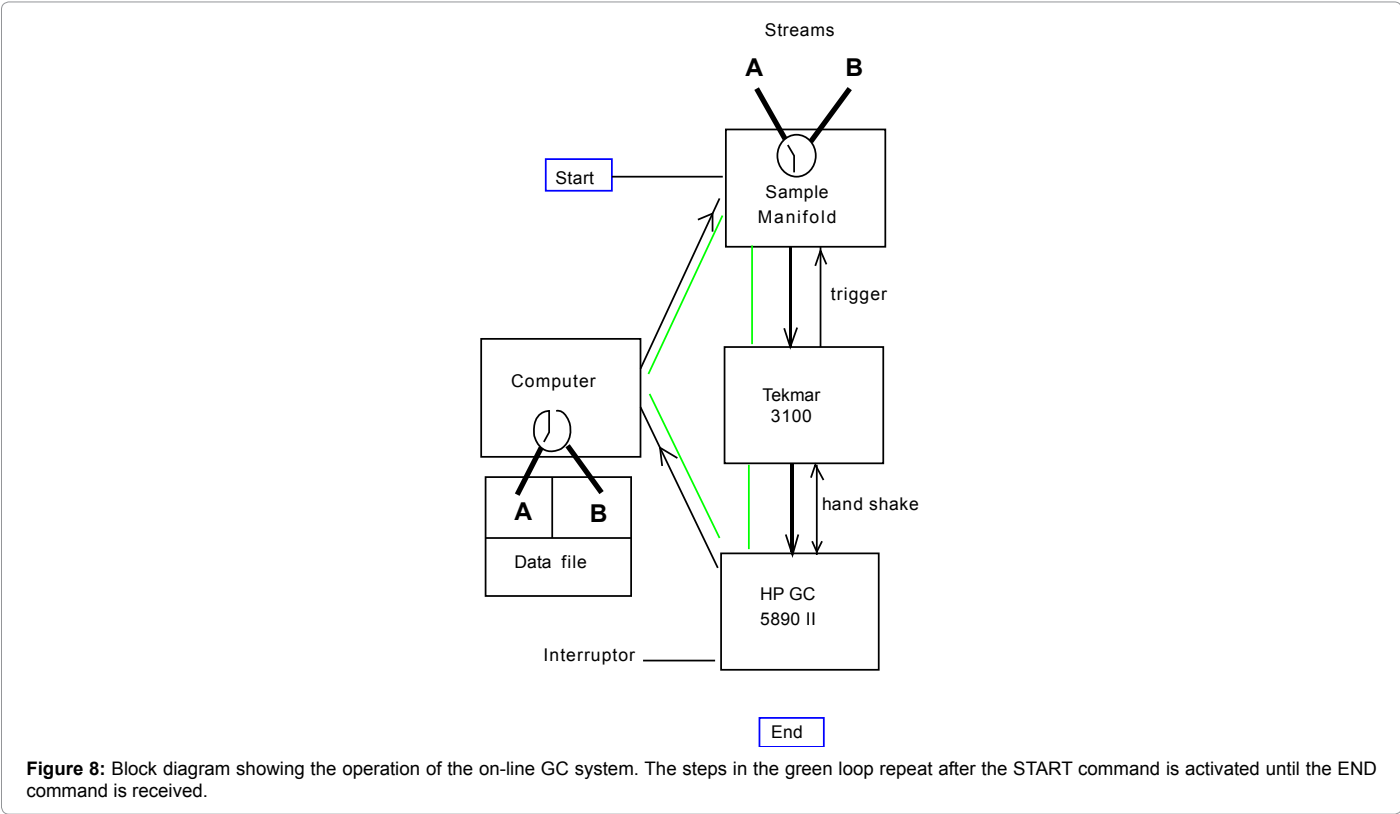 Streams
A
B
Start
Sample
Manifold
trigger
Computer
Tekmar
3100
A
B
hand shake
Data file
HP GC
5890 II
Interruptor
End
Figure 8: Block diagram showing the operation of the on-line GC system. The steps in the green loop repeat after the START command is activated until the END
command is received.